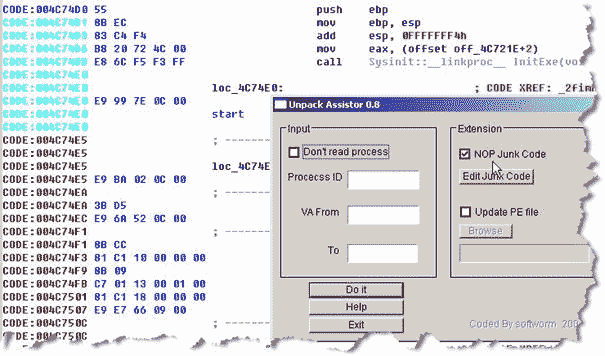 CODE:004C74D0 55 push ebp
CODE:004C74D1 8B EC mov ebp, esp
CODE:004C74D3 83 C4 F4 add esp, 0FFFFFFF4h
CODE:004C74D6 B8 20 72 4C 00 mov eax, (offset off_4C721E+2)
CODE:004C74DB E8 6C F5 F3 FF call Sysinit::__linkproc__ InitExe(vo
CODE:004C74E0
CODE:004C74E0 loc_4C74E0: ; CODE XREF: _2fin
CODE:004C74E0 E9 99 7E 0C 00
CODE:004C74E0 start
CODE:004C74E5
CODE:004C74E5 ; 
CODE:004C74E5 loc_4C74E
CODE:004C74E5 E9 BA 02 0C 00
CODE:004C74EA ; 
CODE:004C74EA 3B D5
CODE:004C74EC E9 6A 52 0C 00
CODE:004C74F1 ; 
CODE:004C74F1 8B CC
CODE:004C74F3 81 C1 10 00 00 00
CODE:004C74F9 8B 09
CODE:004C74FB C7 01 13 00 01 00
CODE:004C7501 81 C1 18 00 00 00
CODE:004C7507 E9 E7 66 09 00
CODE:004C750C ; 
CODE:004C750C
Unpack Assistor 0.8
Input
Don't read process
Process ID
VA From
To
Extension
NOP Junk Code
Edit Junk Code
Update PE file
Browse
Do it
Help
Exit
Coded By softworm 200